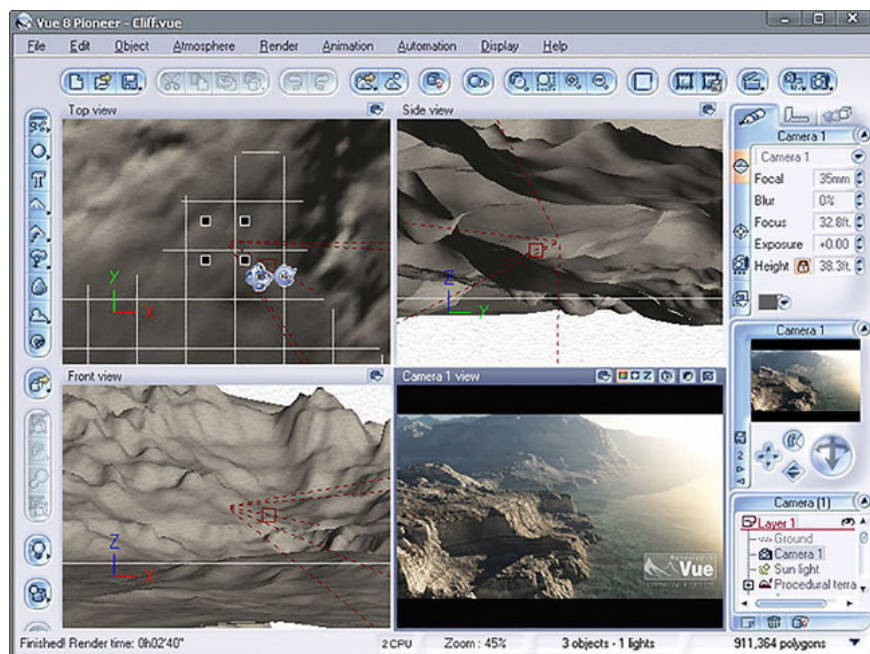 Vue 8 Pioneer - Cliff.vue
File Edit Object Atmosphere Render Animation Automation Display Help
Top view
Side view
Camera 1
Camera 1
Focal 35mm
Blur 0%
Focus 32.8ft.
Exposure +0.00
Height 38.3ft.
Y
X
Z
Y
Front view
Camera 1 view
Z
Camera 1
2
Z
X
Vue
Camera (1)
Layer 1
Ground
Camera 1
Sun light
Procedural terra
Finished! Render time: 0h02'40" 2 CPU Zoom : 45% 3 objects - 1 lights 911,364 polygons